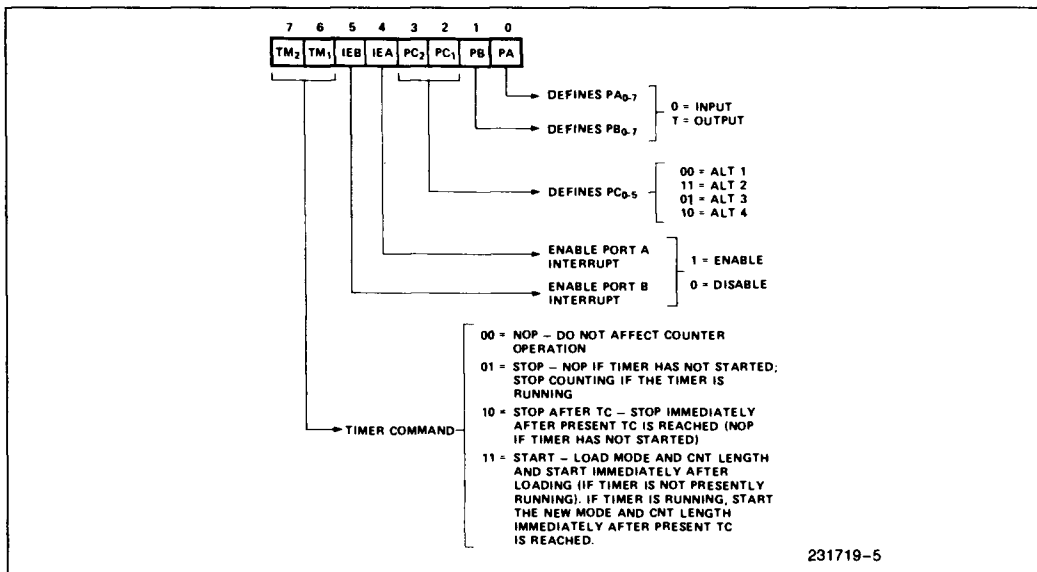 7 6 5 4 3 2 1 0
TM2 TM1 IEB IEA PC2 PC1 PB PA
DEFINES PA0-7
DEFINES PB0-7
0 = INPUT
T = OUTPUT
DEFINES PC0-5
00 = ALT 1
11 = ALT 2
01 = ALT 3
10 = ALT 4
ENABLE PORT A
INTERRUPT
ENABLE PORT B
INTERRUPT
1 = ENABLE
0 = DISABLE
TIMER COMMAND
00 = NOP – DO NOT AFFECT COUNTER
OPERATION
01 = STOP – NOP IF TIMER HAS NOT STARTED;
STOP COUNTING IF THE TIMER IS
RUNNING
10 = STOP AFTER TC – STOP IMMEDIATELY
AFTER PRESENT TC IS REACHED (NOP
IF TIMER HAS NOT STARTED)
11 = START – LOAD MODE AND CNT LENGTH
AND START IMMEDIATELY AFTER
LOADING (IF TIMER IS NOT PRESENTLY
RUNNING). IF TIMER IS RUNNING, START
THE NEW MODE AND CNT LENGTH
IMMEDIATELY AFTER PRESENT TC
IS REACHED.
231719-5